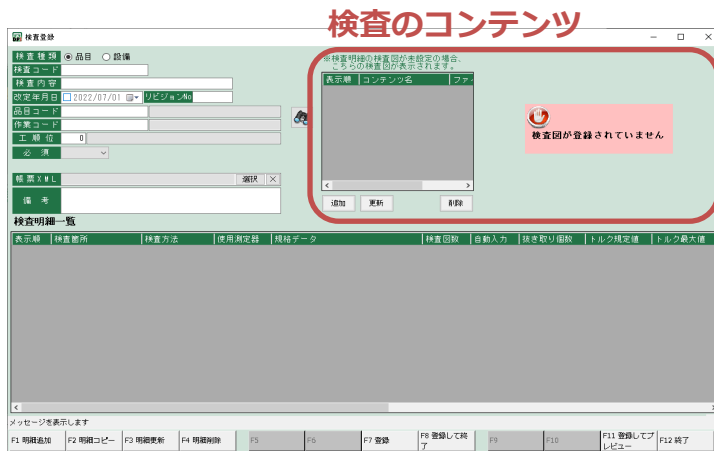 検査のコンテンツ
検査登録
検査種類 品目 設備
検査コード
検査内容
改定年月日 2022/07/01 リビジョンNo
品目コード
作業コード
工順位 0
必須
帳票XML 選択
備考
※検査明細の検査図が未設定の場合、
こちらの検査図が表示されます。
表示順 コンテンツ名 ファイ
検査図が登録されていません
追加 更新 削除
検査明細一覧
表示順 検査箇所 検査方法 使用測定器 規格データ 検査図数 自動入力 抜き取り個数 トルク規定値 トルク最大値
メッセージを表示します
F1 明細追加 F2 明細コピー F3 明細更新 F4 明細削除 F5 F6 F7 登録 F8 登録して終了 F9 F10 F11 登録してプレビュー F12 終了